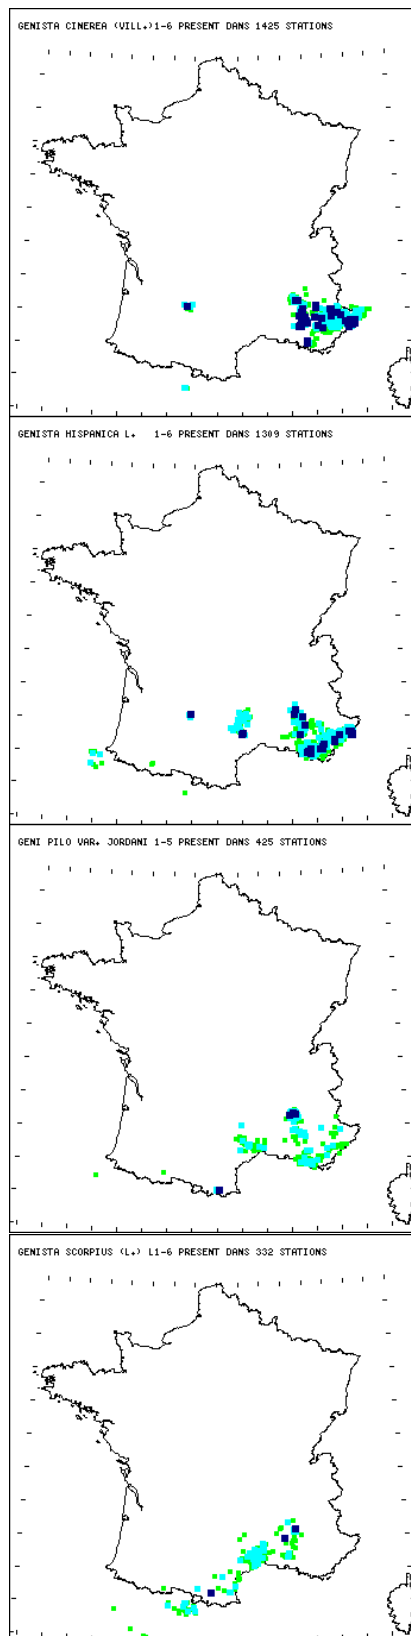 GENISTA CINEREA (VILL.)1-6 PRESENT DANS 1425 STATIONS
GENISTA HISPANICA L. 1-6 PRESENT DANS 1309 STATIONS
GENI PILO VAR. JORDANI 1-5 PRESENT DANS 425 STATIONS
GENISTA SCORPIUS (L.) L1-6 PRESENT DANS 332 STATIONS